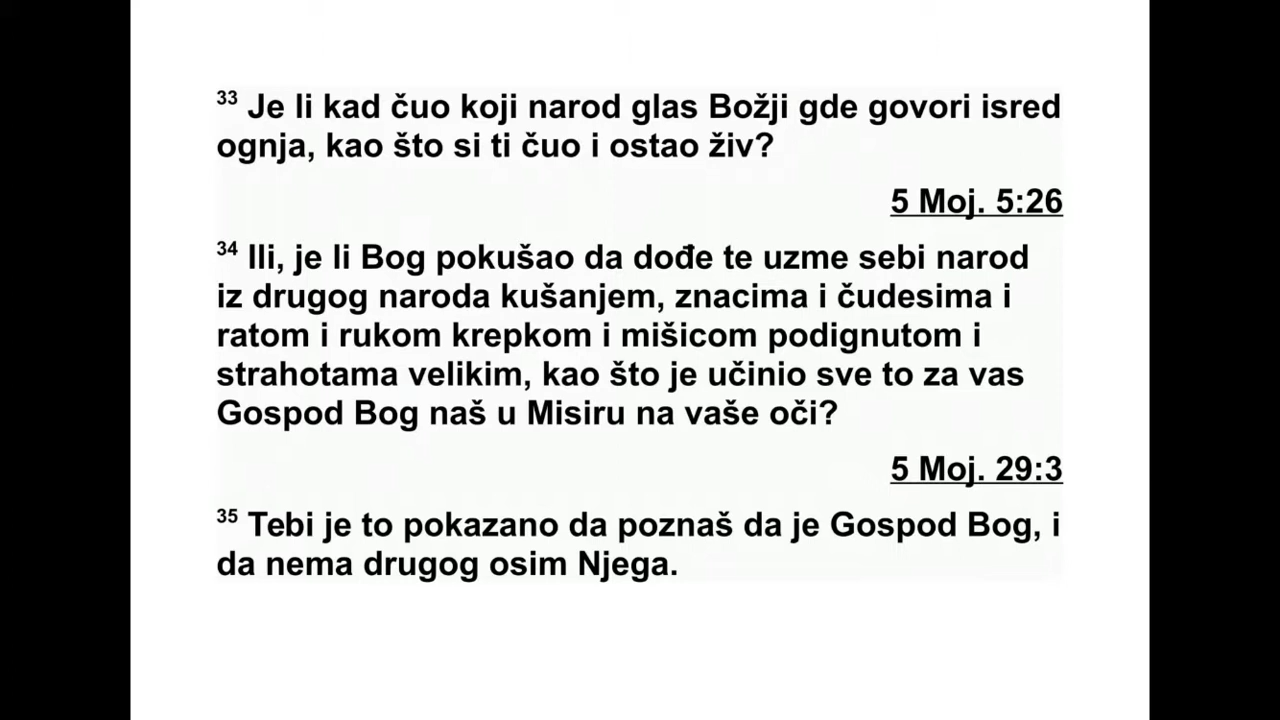 33 Je li kad čuo koji narod glas Božji gde govori isred
ognja, kao što si ti čuo i ostao živ?
5 Moj. 5:26
34 Ili, je li Bog pokušao da dođe te uzme sebi narod
iz drugog naroda kušanjem, znacima i čudesima i
ratom i rukom krepkom i mišicom podignutom i
strahotama velikim, kao što je učinio sve to za vas
Gospod Bog naš u Misiru na vaše oči?
5 Moj. 29:3
35 Tebi je to pokazano da poznaš da je Gospod Bog, i
da nema drugog osim Njega.